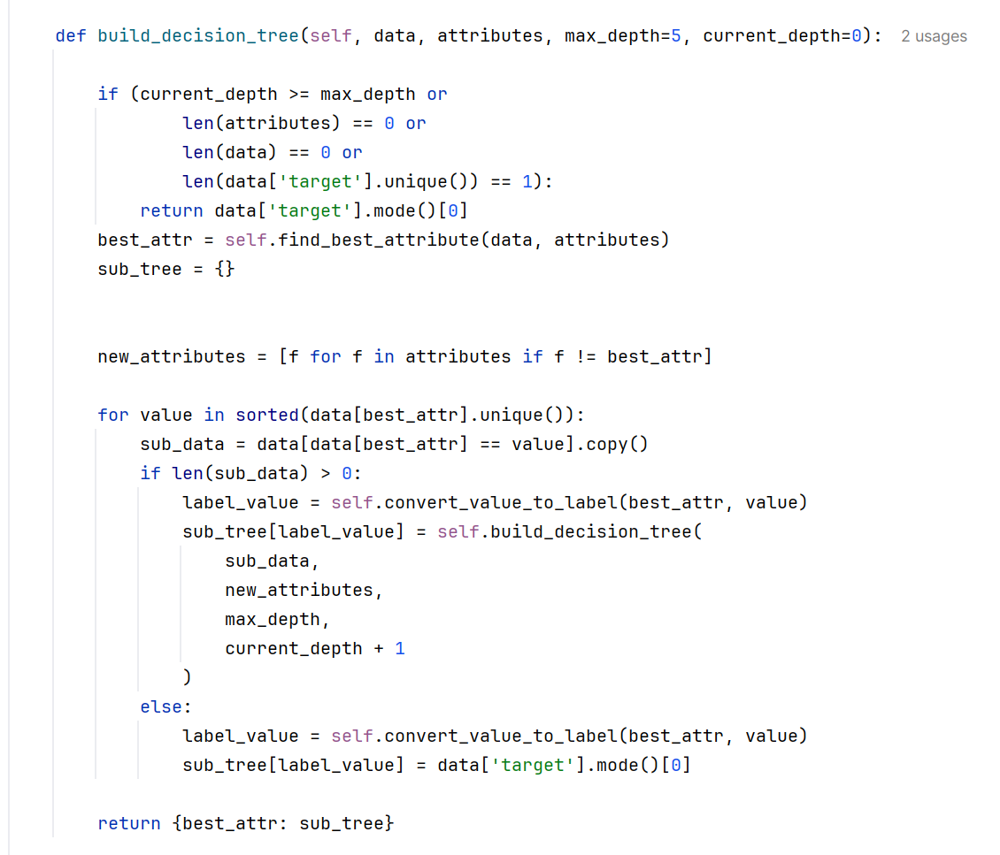 def build_decision_tree(self, data, attributes, max_depth=5, current_depth=0): 2 usages
if (current_depth >= max_depth or
len(attributes) == 0 or
len(data) == 0 or
len(data['target'].unique()) == 1):
return data['target'].mode()[0]
best_attr = self.find_best_attribute(data, attributes)
sub_tree = {}
new_attributes = [f for f in attributes if f != best_attr]
for value in sorted(data[best_attr].unique()):
sub_data = data[data[best_attr] == value].copy()
if len(sub_data) > 0:
label_value = self.convert_value_to_label(best_attr, value)
sub_tree[label_value] = self.build_decision_tree(
sub_data,
new_attributes,
max_depth,
current_depth + 1
)
else:
label_value = self.convert_value_to_label(best_attr, value)
sub_tree[label_value] = data['target'].mode()[0]
return {best_attr: sub_tree}